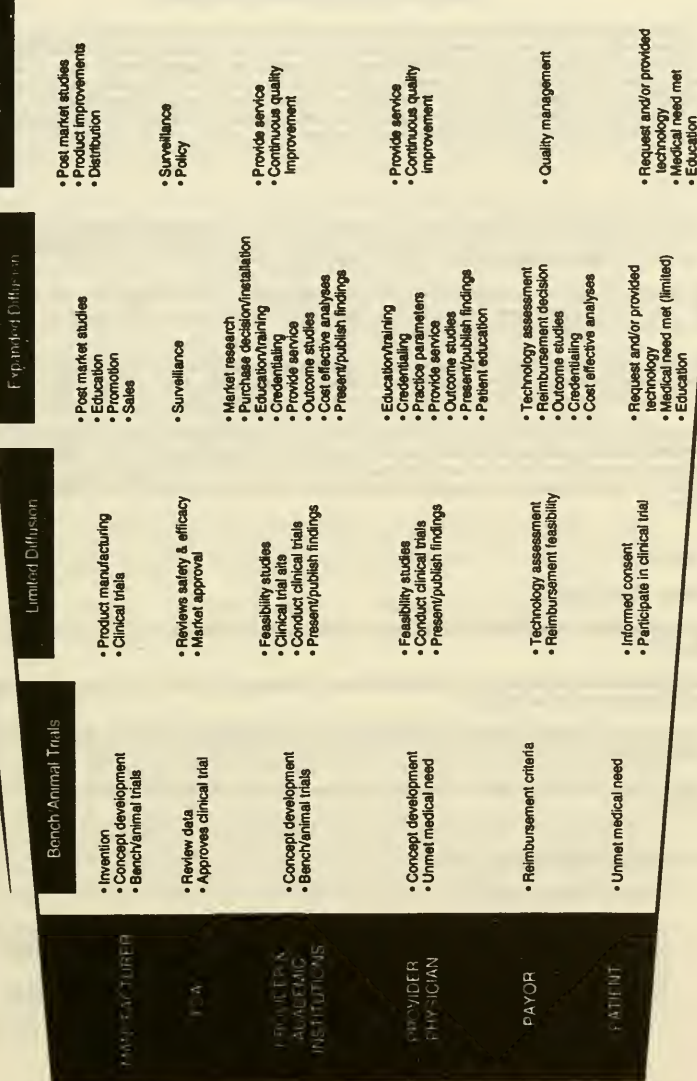 Bench/Animal Trials
Limited Diffusion
Expanded Diffusion
MANUFACTURER
• Invention
• Concept development
• Bench/animal trials
• Product manufacturing
• Clinical trials
• Post market studies
• Education
• Promotion
• Sales
• Post market studies
• Product improvements
• Distribution
FDA
• Review data
• Approves clinical trial
• Reviews safety & efficacy
• Market approval
• Surveillance
• Surveillance
• Policy
ACADEMIC
INSTITUTIONS
• Concept development
• Bench/animal trials
• Feasibility studies
• Clinical trial site
• Conduct clinical trials
• Present/publish findings
• Market research
• Purchase decision/installation
• Education/training
• Credentialing
• Provide service
• Outcome studies
• Cost effective analyses
• Present/publish findings
• Provide service
• Continuous quality
improvement
PROVIDER
PHYSICIAN
• Concept development
• Unmet medical need
• Feasibility studies
• Conduct clinical trials
• Present/publish findings
• Education/training
• Credentialing
• Practice parameters
• Provide service
• Outcome studies
• Present/publish findings
• Patient education
• Provide service
• Continuous quality
improvement
PAYOR
• Reimbursement criteria
• Technology assessment
• Reimbursement feasibility
• Technology assessment
• Reimbursement decision
• Outcome studies
• Credentialing
• Cost effective analyses
• Quality management
PATIENT
• Unmet medical need
• Informed consent
• Participate in clinical trial
• Request and/or provided
technology
• Medical need met (limited)
• Education
• Request and/or provided
technology
• Medical need met
• Education